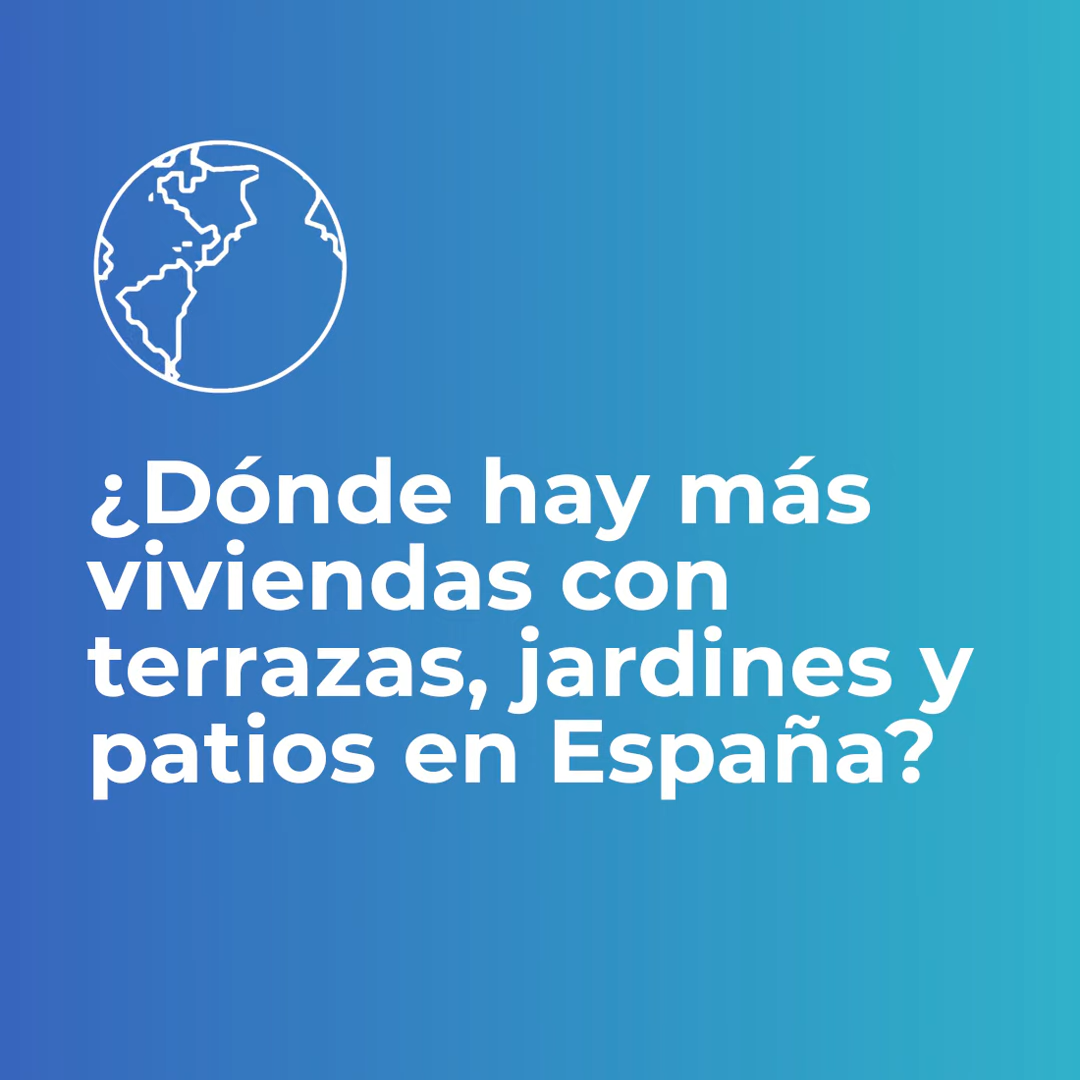 ¿Dónde hay más
viviendas con
terrazas, jardines y
patios en España?